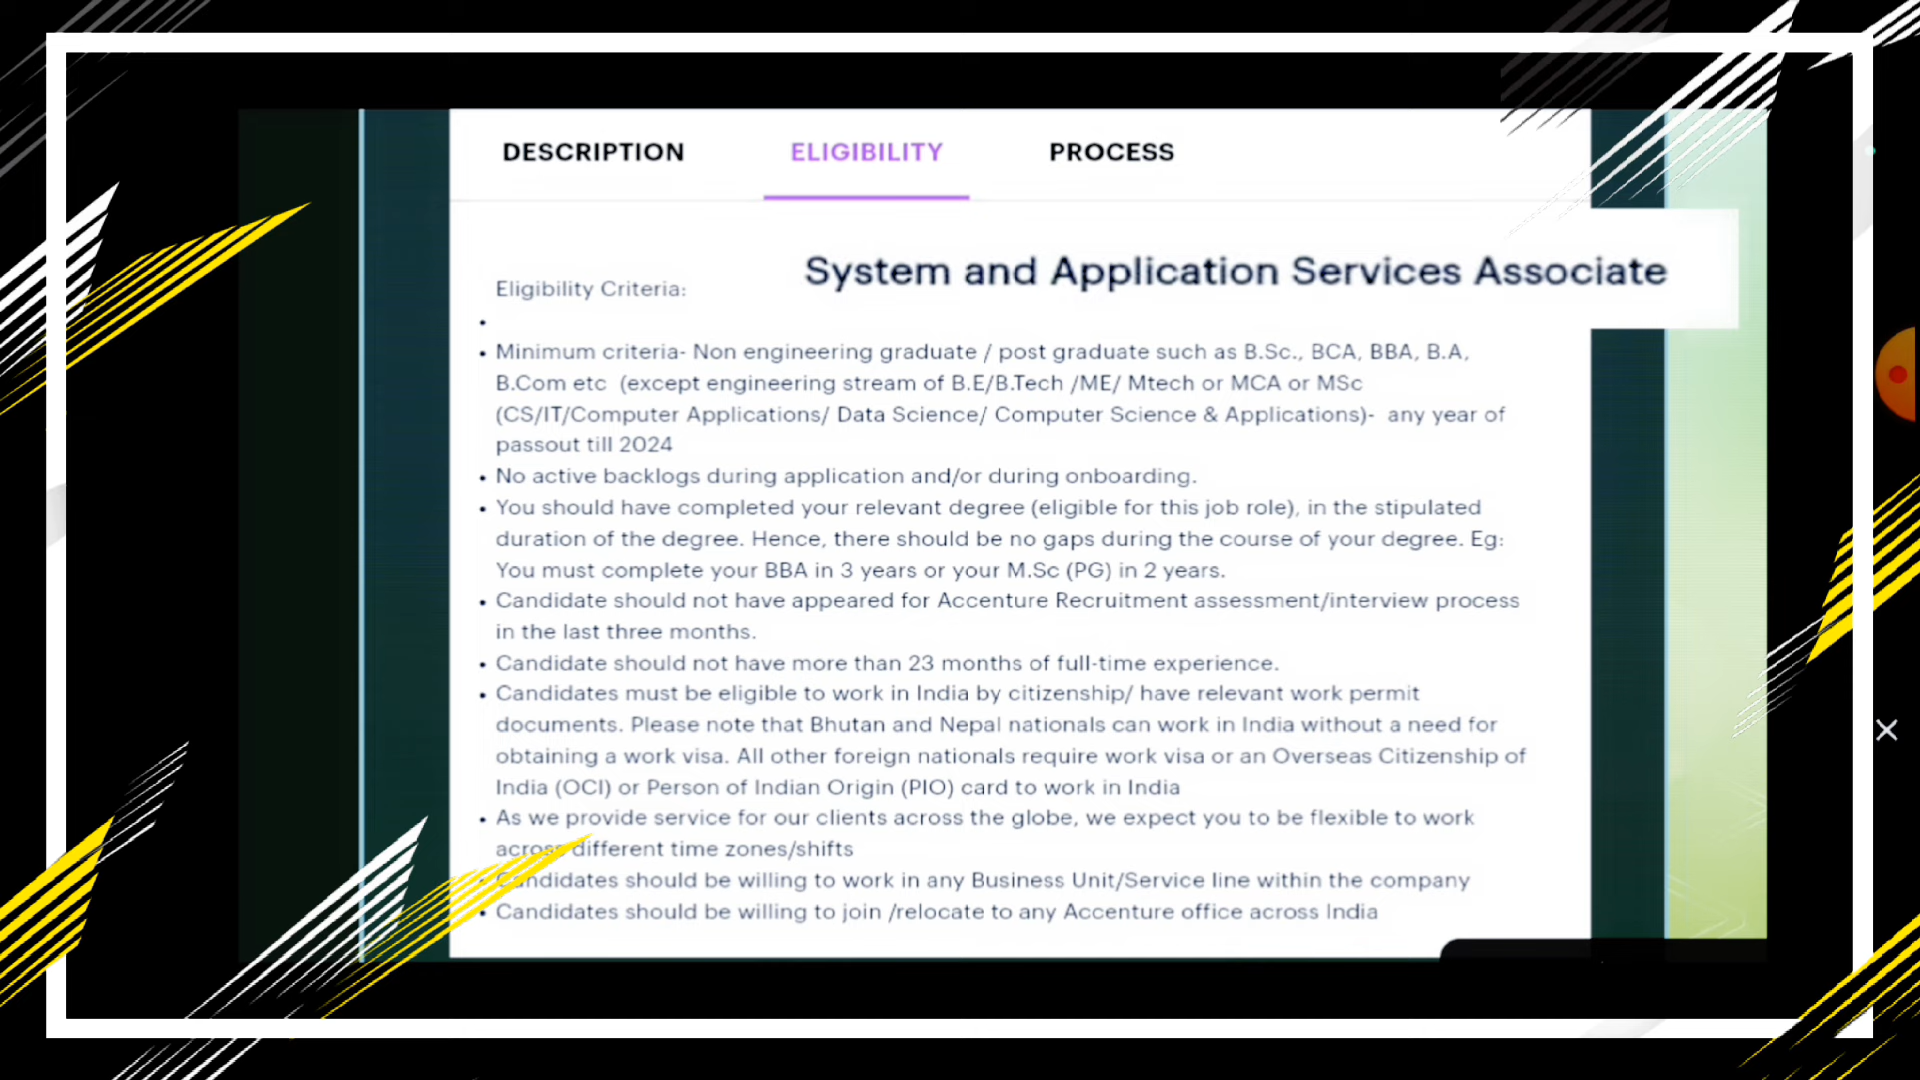 DESCRIPTION ELIGIBILITY PROCESS
System and Application Services Associate
Eligibility Criteria:
•
• Minimum criteria- Non engineering graduate / post graduate such as B.Sc., BCA, BBA, B.A,
B.Com etc (except engineering stream of B.E/B.Tech /ME/ Mtech or MCA or MSc
(CS/IT/Computer Applications/ Data Science/ Computer Science & Applications)- any year of
passout till 2024
• No active backlogs during application and/or during onboarding.
• You should have completed your relevant degree (eligible for this job role), in the stipulated
duration of the degree. Hence, there should be no gaps during the course of your degree. Eg:
You must complete your BBA in 3 years or your M.Sc (PG) in 2 years.
• Candidate should not have appeared for Accenture Recruitment assessment/interview process
in the last three months.
• Candidate should not have more than 23 months of full-time experience.
• Candidates must be eligible to work in India by citizenship/ have relevant work permit
documents. Please note that Bhutan and Nepal nationals can work in India without a need for
obtaining a work visa. All other foreign nationals require work visa or an Overseas Citizenship of
India (OCI) or Person of Indian Origin (PIO) card to work in India
• As we provide service for our clients across the globe, we expect you to be flexible to work
across different time zones/shifts
• Candidates should be willing to work in any Business Unit/Service line within the company
• Candidates should be willing to join /relocate to any Accenture office across India